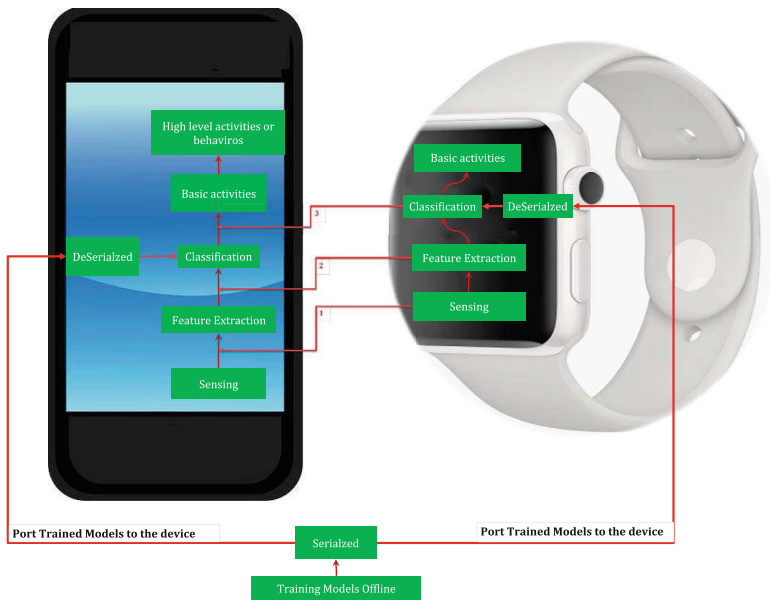 High level activities or
behaviros
Basic activities
3
DeSerialzed
Classification
2
Feature Extraction
1
Sensing
Basic activities
Classification
DeSerialzed
Feature Extraction
Sensing
Port Trained Models to the device
Serialzed
Port Trained Models to the device
Training Models Offline